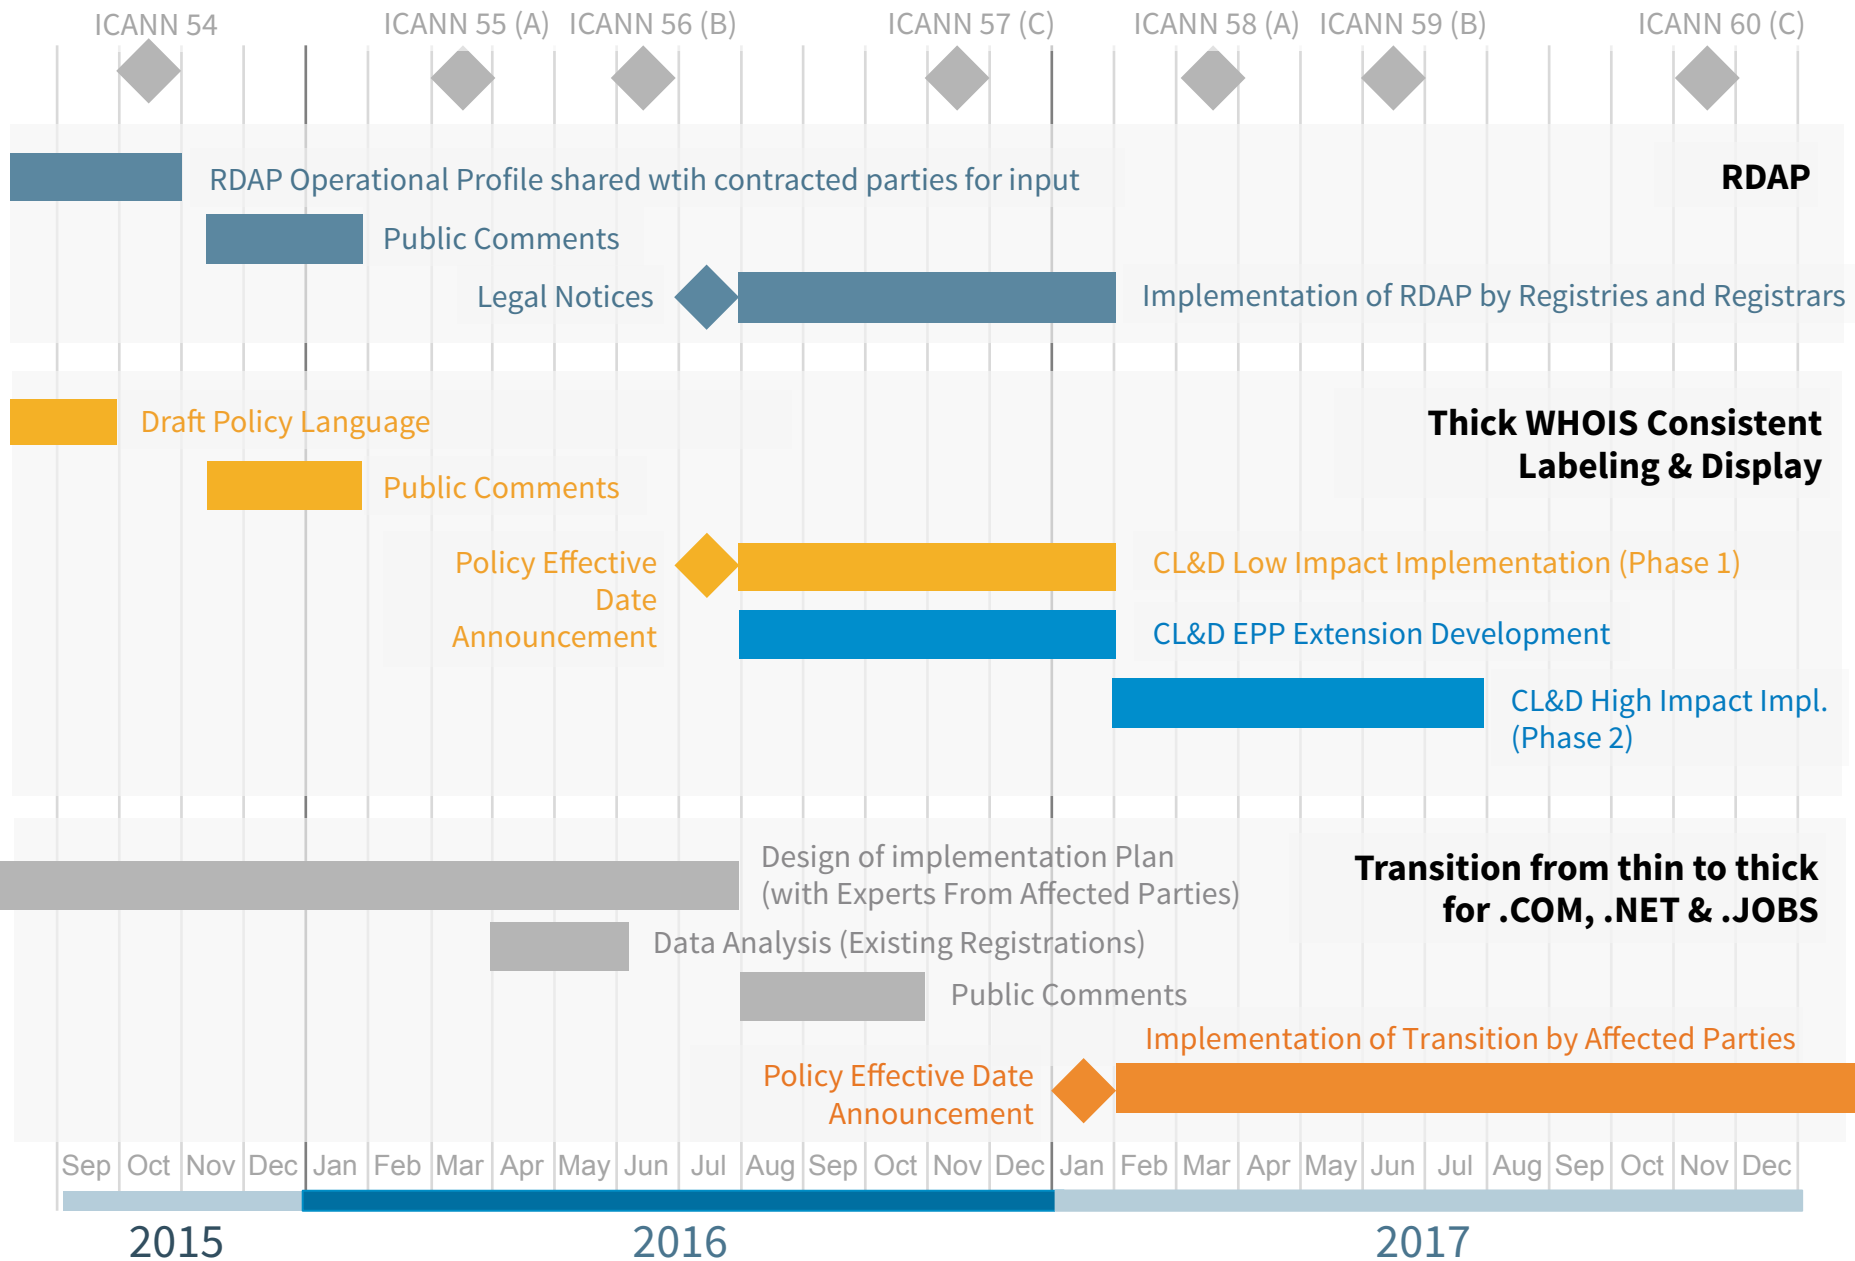 ICANN 54
ICANN 55 (A)
ICANN 56 (B)
ICANN 57 (C)
ICANN 58 (A)
ICANN 59 (B)
ICANN 60 (C)
RDAP
RDAP Operational Profile shared wtih contracted parties for input
Public Comments
Legal Notices
Implementation of RDAP by Registries and Registrars
Thick WHOIS Consistent
Labeling & Display
Draft Policy Language
Public Comments
Policy Effective
Date
Announcement
CL&D Low Impact Implementation (Phase 1)
CL&D EPP Extension Development
CL&D High Impact Impl.
(Phase 2)
Transition from thin to thick
for .COM, .NET & .JOBS
Design of implementation Plan
(with Experts From Affected Parties)
Data Analysis (Existing Registrations)
Public Comments
Implementation of Transition by Affected Parties
Policy Effective Date
Announcement
Sep Oct Nov Dec Jan Feb Mar Apr May Jun Jul Aug Sep Oct Nov Dec Jan Feb Mar Apr May Jun Jul Aug Sep Oct Nov Dec
2015
2016
2017